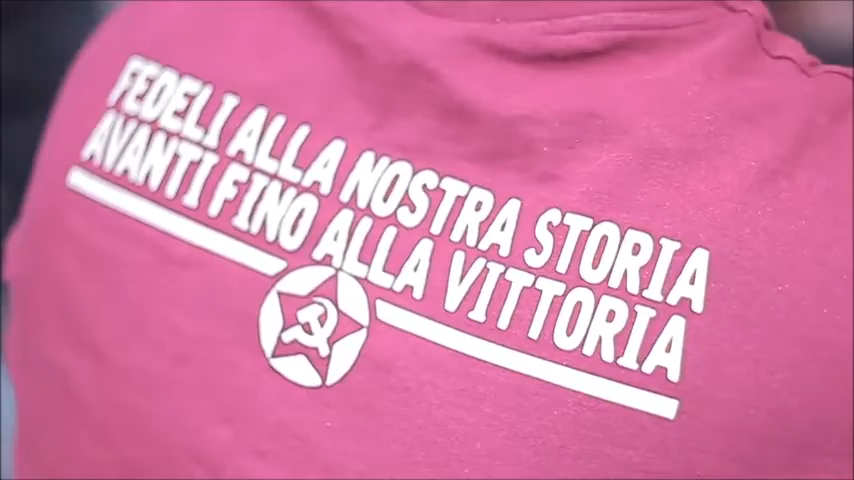 FEDELI ALLA NOSTRA STORIA
AVANTI FINO ALLA VITTORIA